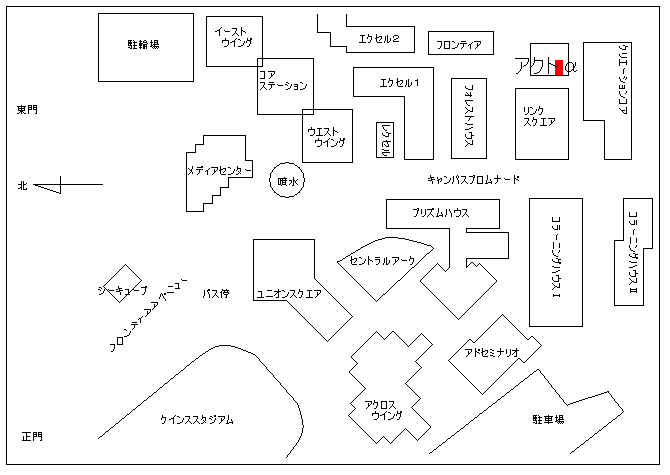 駐輪場
イースト
ウイング
エクセル2
フロンティア
アクトα
クリエーションコア
コア
ステーション
エクセル1
フォレストハウス
リンク
スクエア
東門
ウエスト
ウイング
レクセル
メディアセンター
噴水
キャンパスプロムナード
北
プリズムハウス
コラーニングハウスⅠ
コラーニングハウスⅡ
セントラルアーク
ジーキューブ
フロンティアアベニュー
バス停
ユニオンスクエア
アドセミナリオ
アクロス
ウイング
クインススタジアム
駐車場
正門